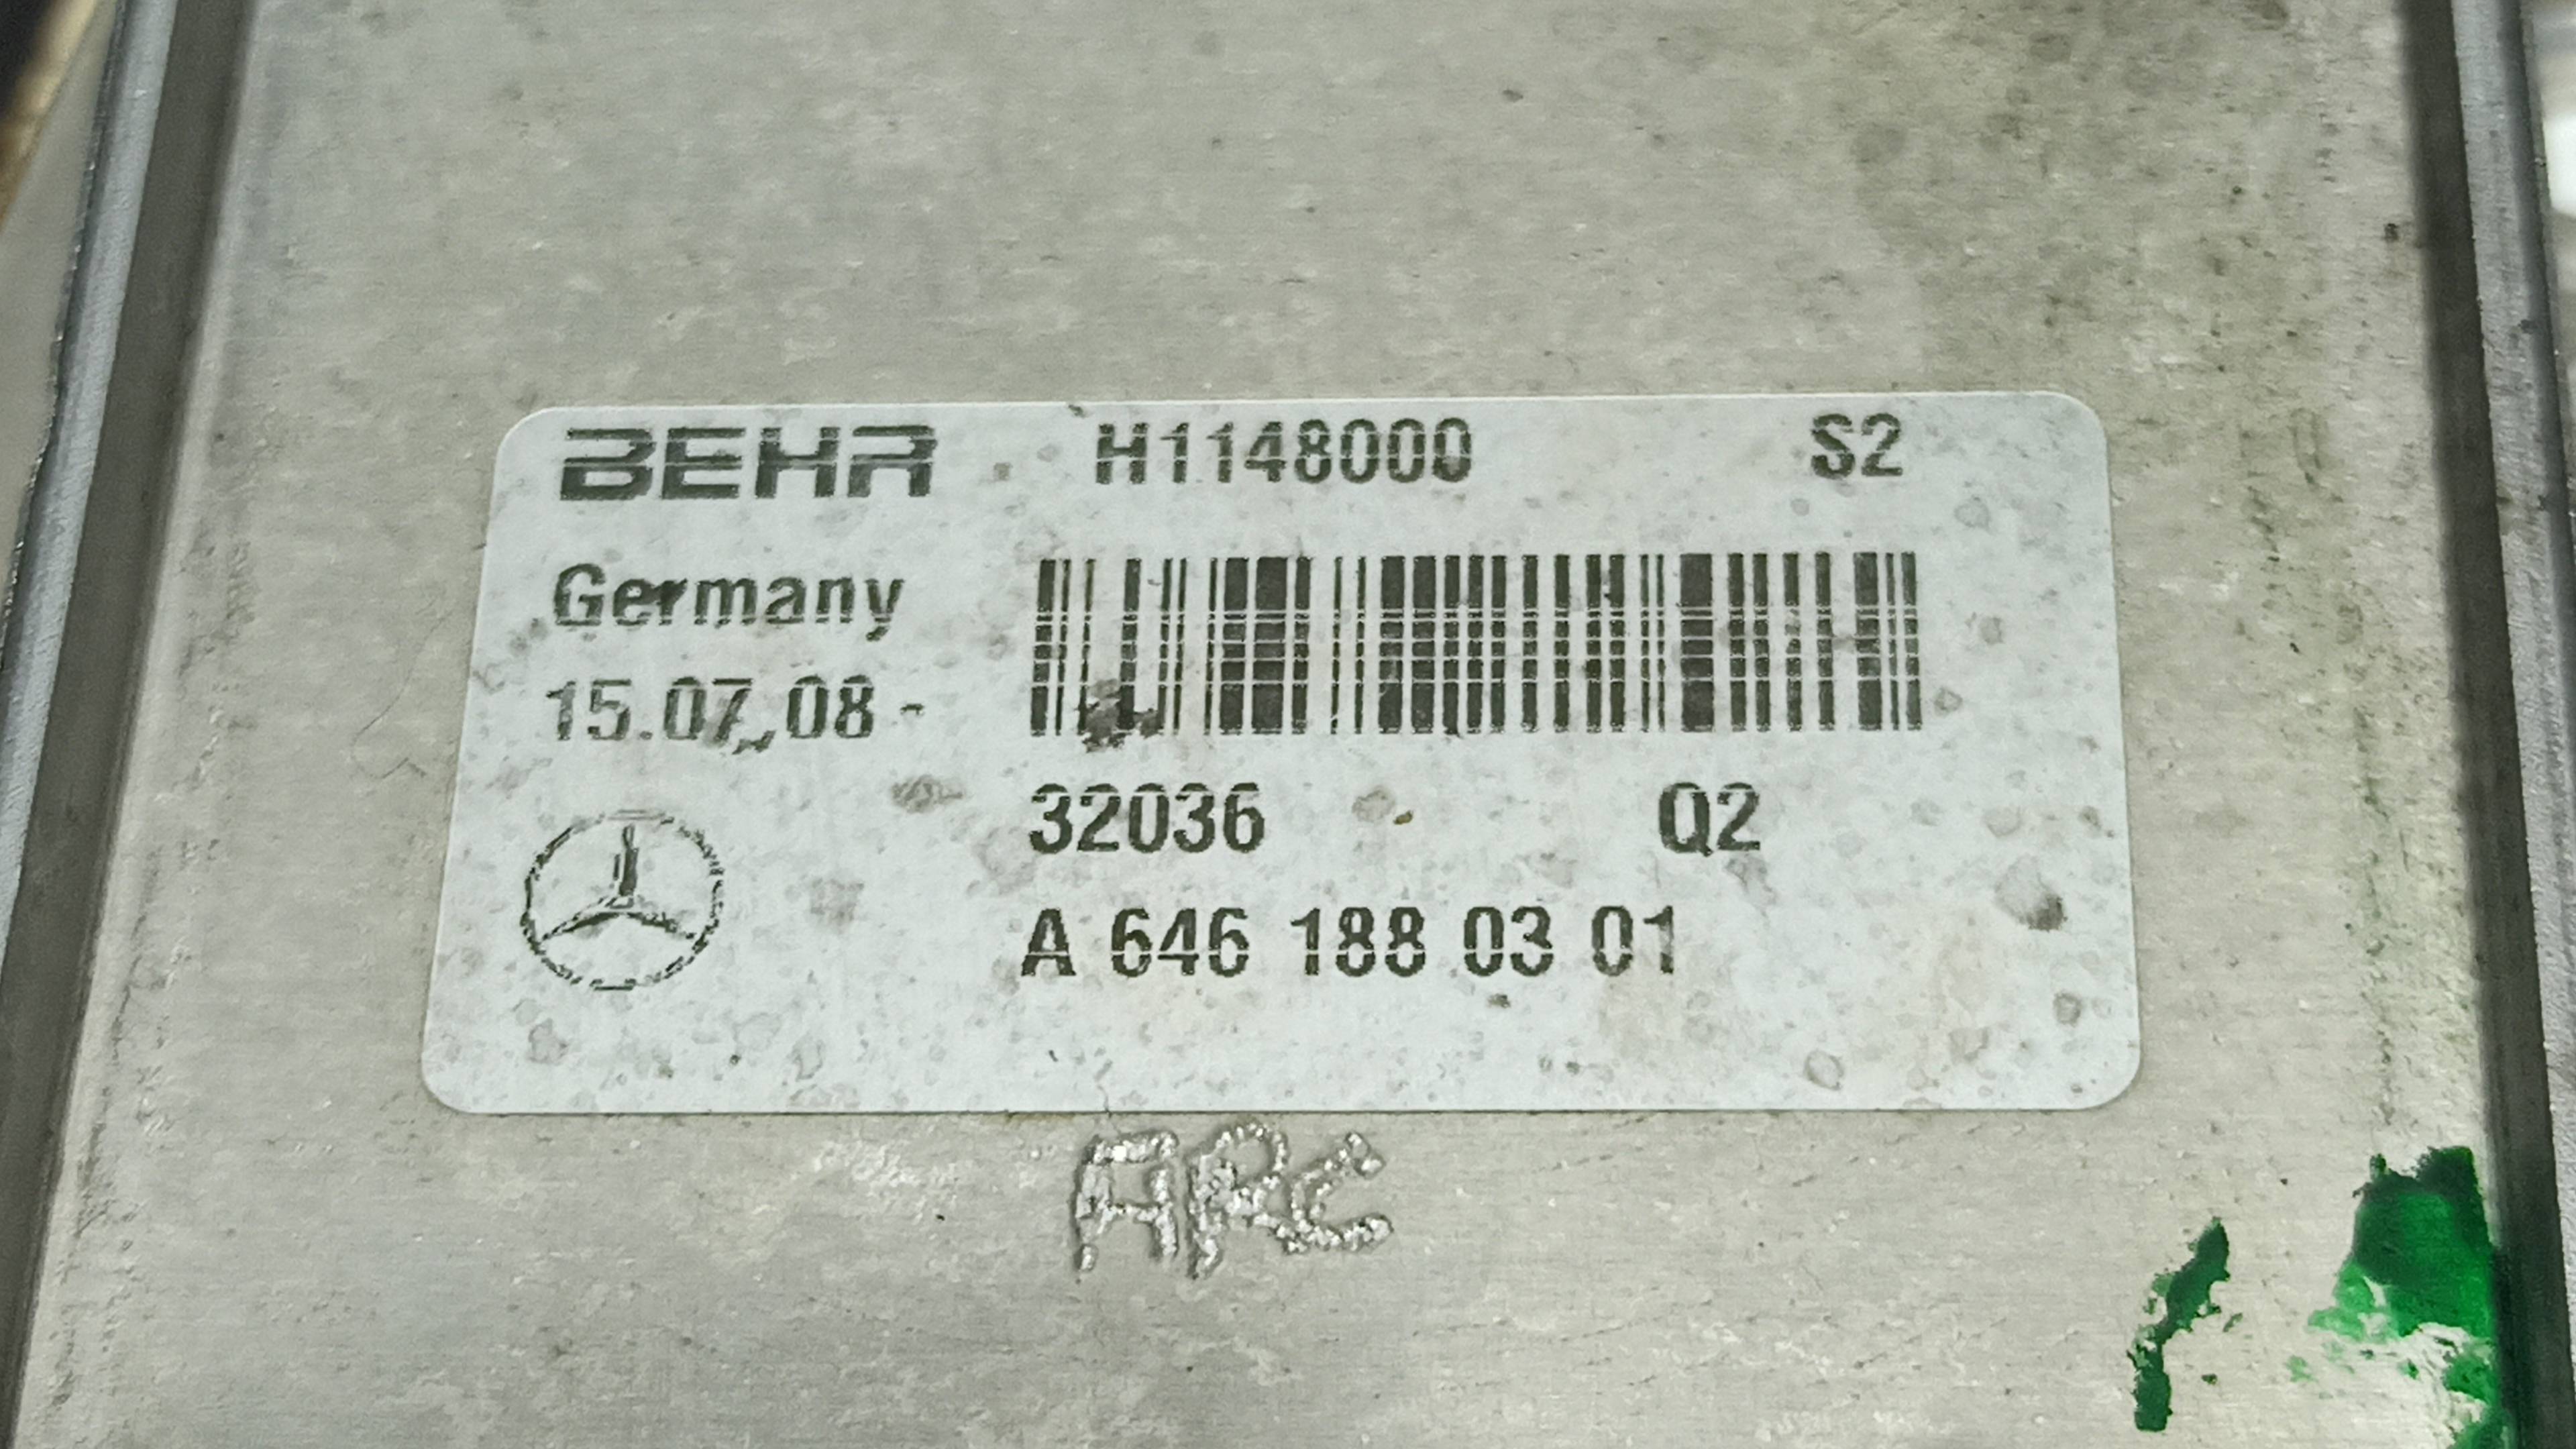 BEHR H1148000 S2
Germany
15.07.08 -
32036 Q2
A 646 188 03 01
ARC